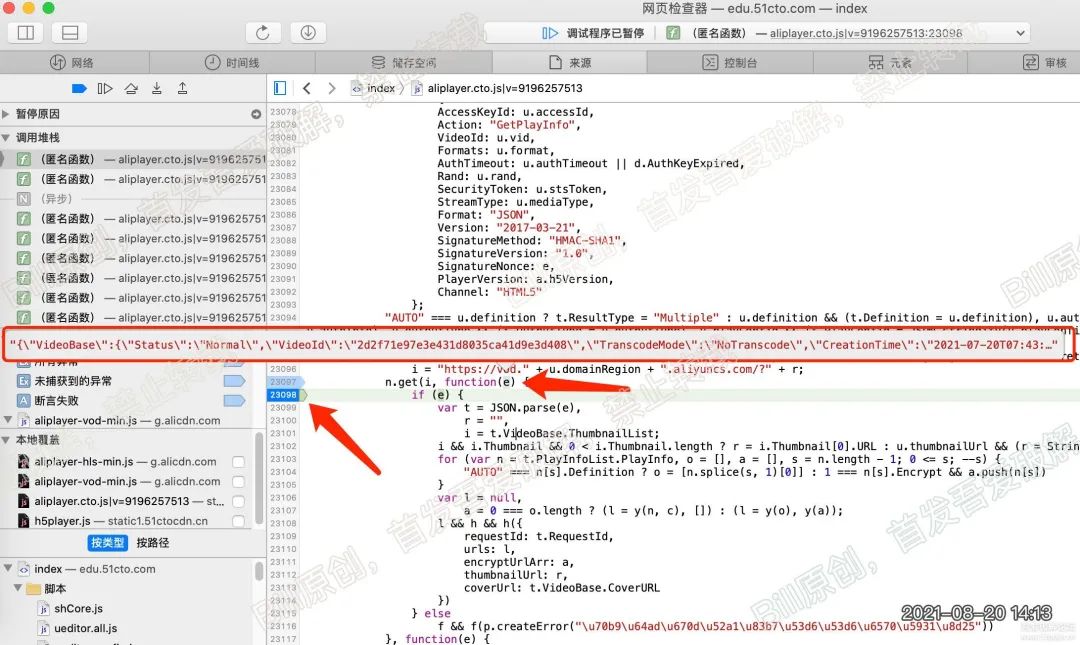 网页检查器 — edu.51cto.com — index
调试程序已暂停
(匿名函数) — aliplayer.cto.js|v=9196257513:23098
网络
时间线
储存空间
来源
控制台
元素
审核
index 〉 aliplayer.cto.js|v=9196257513
暂停原因
调用堆栈
(匿名函数) — aliplayer.cto.js|v=919625751
(匿名函数) — aliplayer.cto.js|v=919625751
(异步)
(匿名函数) — aliplayer.cto.js|v=919625751
(匿名函数) — aliplayer.cto.js|v=919625751
(匿名函数) — aliplayer.cto.js|v=919625751
(匿名函数) — aliplayer.cto.js|v=919625751
(匿名函数) — aliplayer.cto.js|v=919625751
(匿名函数) — aliplayer.cto.js|v=919625751
未捕获到的异常
断言失败
aliplayer-vod-min.js — g.alicdn.com
本地覆盖
aliplayer-hls-min.js — g.alicdn.com
aliplayer-vod-min.js — g.alicdn.com
aliplayer.cto.js|v=9196257513 — st…
h5player.js — static1.51ctocdn.cn
按类型 按路径
index — edu.51cto.com
脚本
shCore.js
ueditor.all.js
23078 AccessKeyId: u.accessId,
23079 Action: "GetPlayInfo",
23080 VideoId: u.vid,
23081 Formats: u.format,
23082 AuthTimeout: u.authTimeout || d.AuthKeyExpired,
23083 Rand: u.rand,
23084 SecurityToken: u.stsToken,
23085 StreamType: u.mediaType,
23086 Format: "JSON",
23087 Version: "2017-03-21",
23088 SignatureMethod: "HMAC-SHA1",
23089 SignatureVersion: "1.0",
23090 SignatureNonce: e,
23091 PlayerVersion: a.h5Version,
23092 Channel: "HTML5"
23093 };
"AUTO" === u.definition ? t.ResultType = "Multiple" : u.definition && (t.Definition = u.definition), u.aut
"{\"VideoBase\":{\"Status\":\"Normal\",\"VideoId\":\"2d2f71e97e3e431d8035ca41d9e3d408\",\"TranscodeMode\":\"NoTranscode\",\"CreationTime\":\"2021-07-20T07:43:…"
23096 i = "https://vod." + u.domainRegion + ".aliyuncs.com/?" + r;
23097 n.get(i, function(e) {
23098 if (e) {
23099 var t = JSON.parse(e),
23100 r = "",
23101 i = t.VideoBase.ThumbnailList;
23102 i && i.Thumbnail && 0 < i.Thumbnail.length ? r = i.Thumbnail[0].URL : u.thumbnailUrl && (r = String
23103 for (var n = t.PlayInfoList.PlayInfo, o = [], a = [], s = n.length - 1; 0 <= s; --s) {
23104 "AUTO" === n[s].Definition ? o = [n.splice(s, 1)[0]] : 1 === n[s].Encrypt && a.push(n[s])
23105 }
23106 var l = null,
23107 a = 0 === o.length ? (l = y(n, c), []) : (l = y(o), y(a));
23108 l && h && h({
23109 requestId: t.RequestId,
23110 urls: l,
23111 encryptUrlArr: a,
23112 thumbnailUrl: r,
23113 coverUrl: t.VideoBase.CoverURL
23114 })
23115 } else
23116 f && f(p.createError("\u70b9\u64ad\u670d\u52a1\u83b7\u53d6\u53d6\u6570\u5931\u8d25"))
23117 }, function(e) {
2021-08-20 14:13
Bill原创,首发吾爱破解,禁止转载